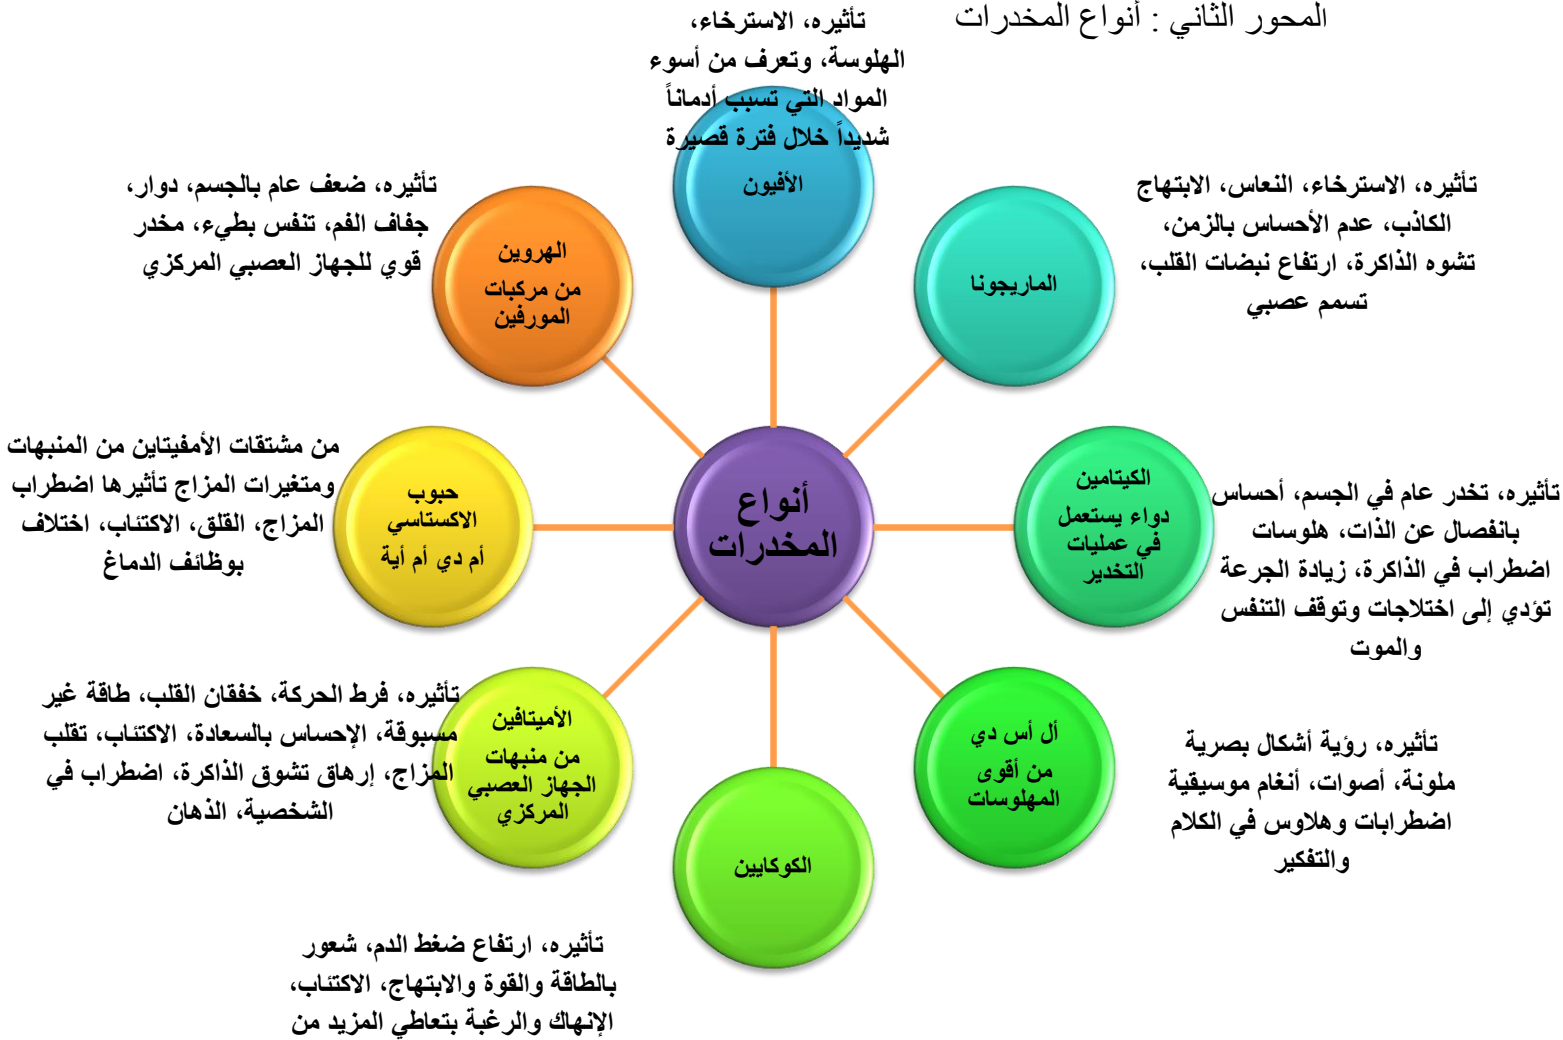 المحور الثاني : أنواع المخدرات
تأثيره، الاسترخاء،
الهلوسة، وتعرف من أسوء
المواد التي تسبب أدماناً
شديداً خلال فترة قصيرة
الأفيون
تأثيره، الاسترخاء، النعاس، الابتهاج
الكاذب، عدم الأحساس بالزمن،
تشوه الذاكرة، ارتفاع نبضات القلب،
تسمم عصبي
الماريجونا
تأثيره، تخدر عام في الجسم، أحساس
بانفصال عن الذات، هلوسات
اضطراب في الذاكرة، زيادة الجرعة
تؤدي إلى اختلاجات وتوقف التنفس
والموت
الكيتامين
دواء يستعمل
في عمليات
التخدير
تأثيره، رؤية أشكال بصرية
ملونة، أصوات، أنغام موسيقية
اضطرابات وهلاوس في الكلام
والتفكير
أل أس دي
من أقوى
المهلوسات
الكوكايين
تأثيره، ارتفاع ضغط الدم، شعور
بالطاقة والقوة والابتهاج، الاكتئاب،
الإنهاك والرغبة بتعاطي المزيد من
الأميتافين
من منبهات
الجهاز العصبي
المركزي
تأثيره، فرط الحركة، خفقان القلب، طاقة غير
مسبوقة، الإحساس بالسعادة، الاكتئاب، تقلب
المزاج، إرهاق تشوق الذاكرة، اضطراب في
الشخصية، الذهان
حبوب
الاكستاسي
أم دي أم أية
من مشتقات الأمفيتاين من المنبهات
ومتغيرات المزاج تأثيرها اضطراب
المزاج، القلق، الاكتئاب، اختلاف
بوظائف الدماغ
الهروين
من مركبات
المورفين
تأثيره، ضعف عام بالجسم، دوار،
جفاف الفم، تنفس بطيء، مخدر
قوي للجهاز العصبي المركزي
أنواع
المخدرات